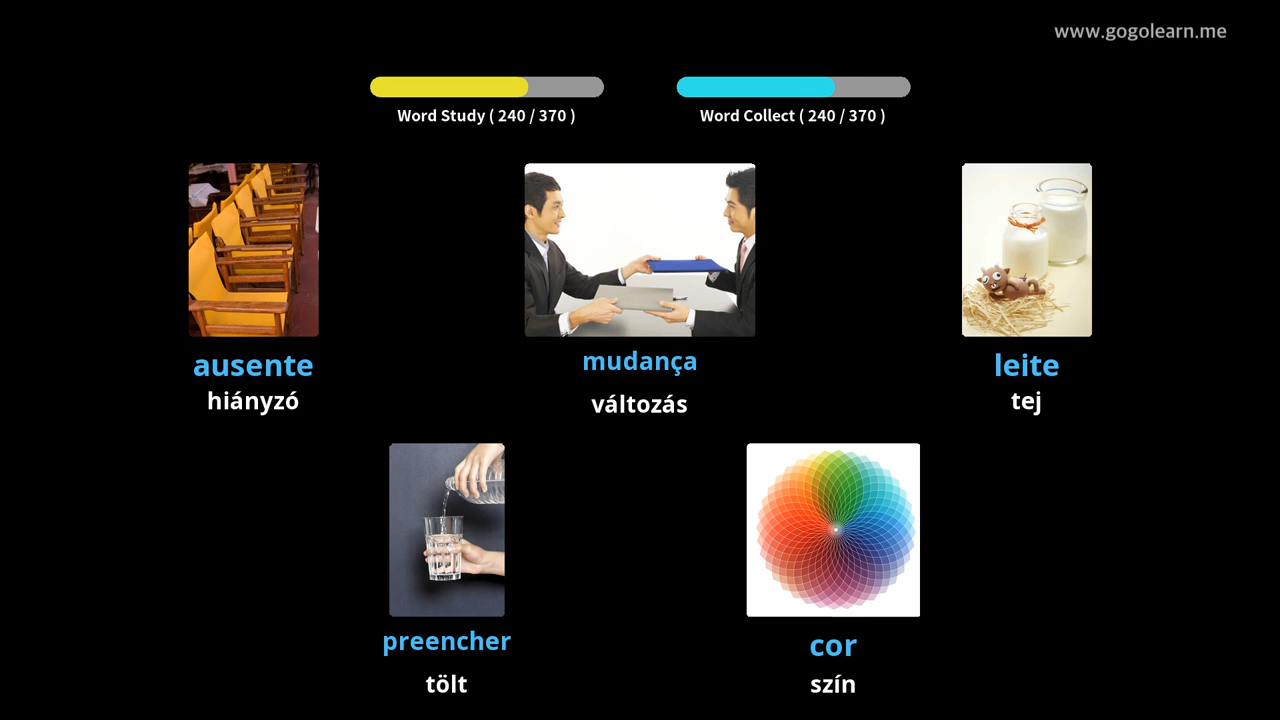 www.gogolearn.me
Word Study ( 240 / 370 )
Word Collect ( 240 / 370 )
ausente
hiányzó
mudança
változás
leite
tej
preencher
tölt
cor
szín